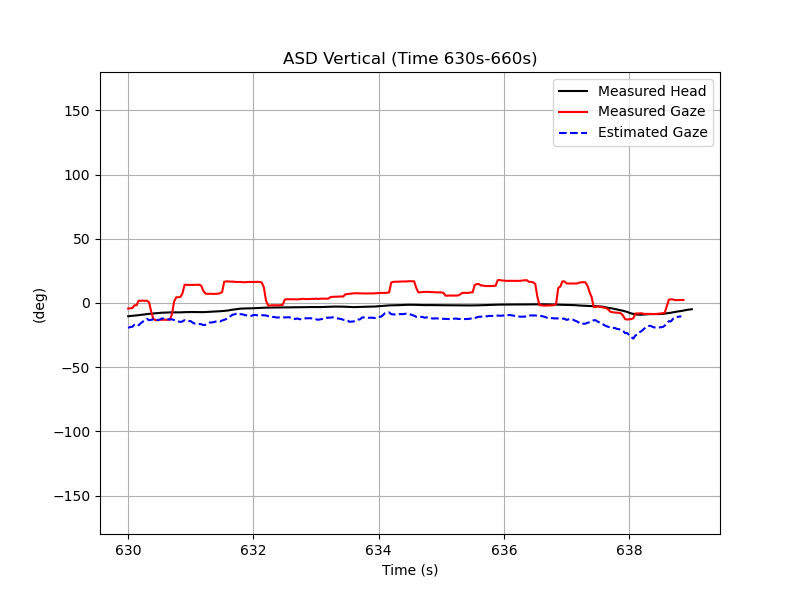 ASD Vertical (Time 630s-660s)
Measured Head
Measured Gaze
Estimated Gaze
150
100
50
0
−50
−100
−150
(deg)
630 632 634 636 638
Time (s)